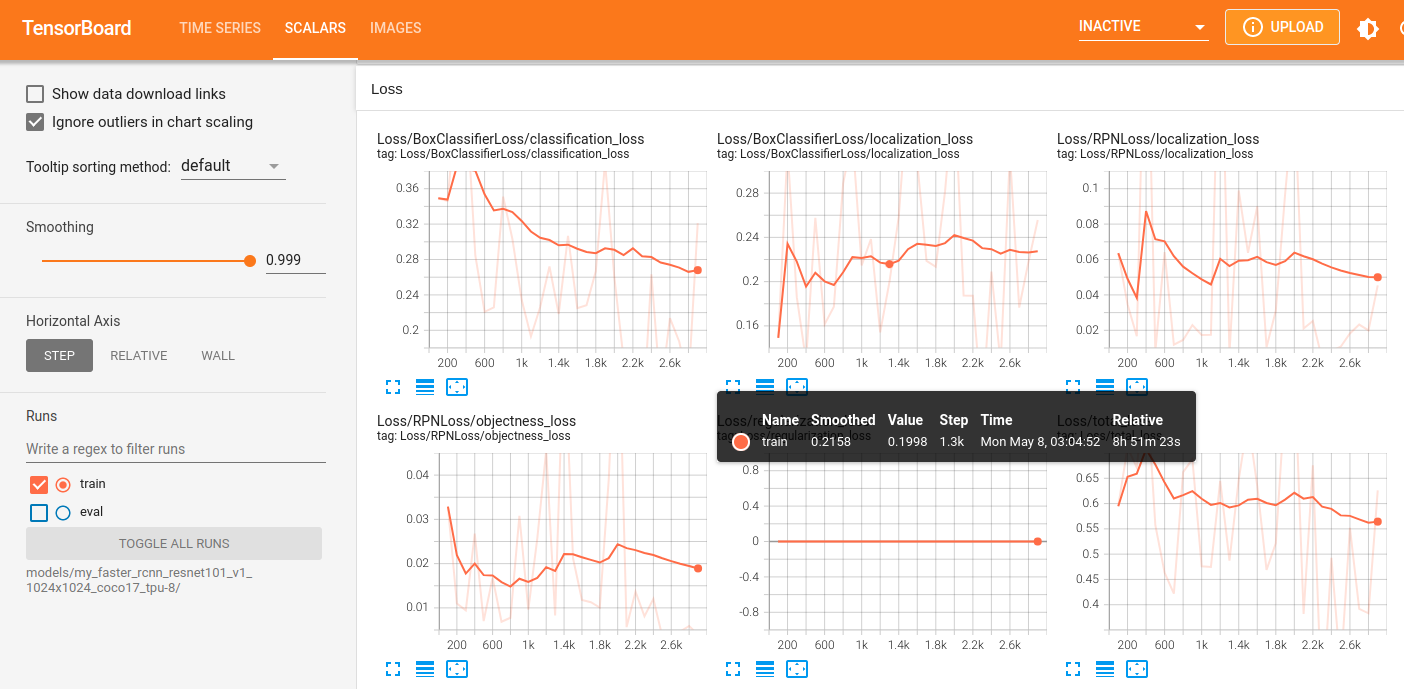 TensorBoard
TIME SERIES SCALARS IMAGES
INACTIVE
UPLOAD
Show data download links
Ignore outliers in chart scaling
Tooltip sorting method: default
Smoothing
0.999
Horizontal Axis
STEP RELATIVE WALL
Runs
Write a regex to filter runs
train
eval
TOGGLE ALL RUNS
models/my_faster_rcnn_resnet101_v1_
1024x1024_coco17_tpu-8/
Loss
Loss/BoxClassifierLoss/classification_loss
tag: Loss/BoxClassifierLoss/classification_loss
0.36
0.32
0.28
0.24
0.2
200 600 1k 1.4k 1.8k 2.2k 2.6k
Loss/BoxClassifierLoss/localization_loss
tag: Loss/BoxClassifierLoss/localization_loss
0.28
0.24
0.2
0.16
200 600 1k 1.4k 1.8k 2.2k 2.6k
Loss/RPNLoss/localization_loss
tag: Loss/RPNLoss/localization_loss
0.1
0.08
0.06
0.04
0.02
200 600 1k 1.4k 1.8k 2.2k 2.6k
Loss/RPNLoss/objectness_loss
tag: Loss/RPNLoss/objectness_loss
0.04
0.03
0.02
0.01
200 600 1k 1.4k 1.8k 2.2k 2.6k
Name Smoothed Value Step Time Relative
train 0.2158 0.1998 1.3k Mon May 8, 03:04:52 8h 51m 23s
Loss/regularization_loss
tag: Loss/regularization_loss
0.8
0.4
0
-0.4
-0.8
200 600 1k 1.4k 1.8k 2.2k 2.6k
Loss/total_loss
tag: Loss/total_loss
0.65
0.6
0.55
0.5
0.45
0.4
200 600 1k 1.4k 1.8k 2.2k 2.6k